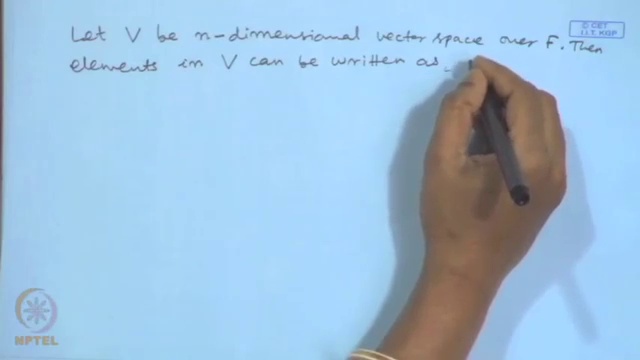 © CET
I.I.T. KGP
Let V be n-dimensional vector space over F. Then
elements in V can be written as
NPTEL